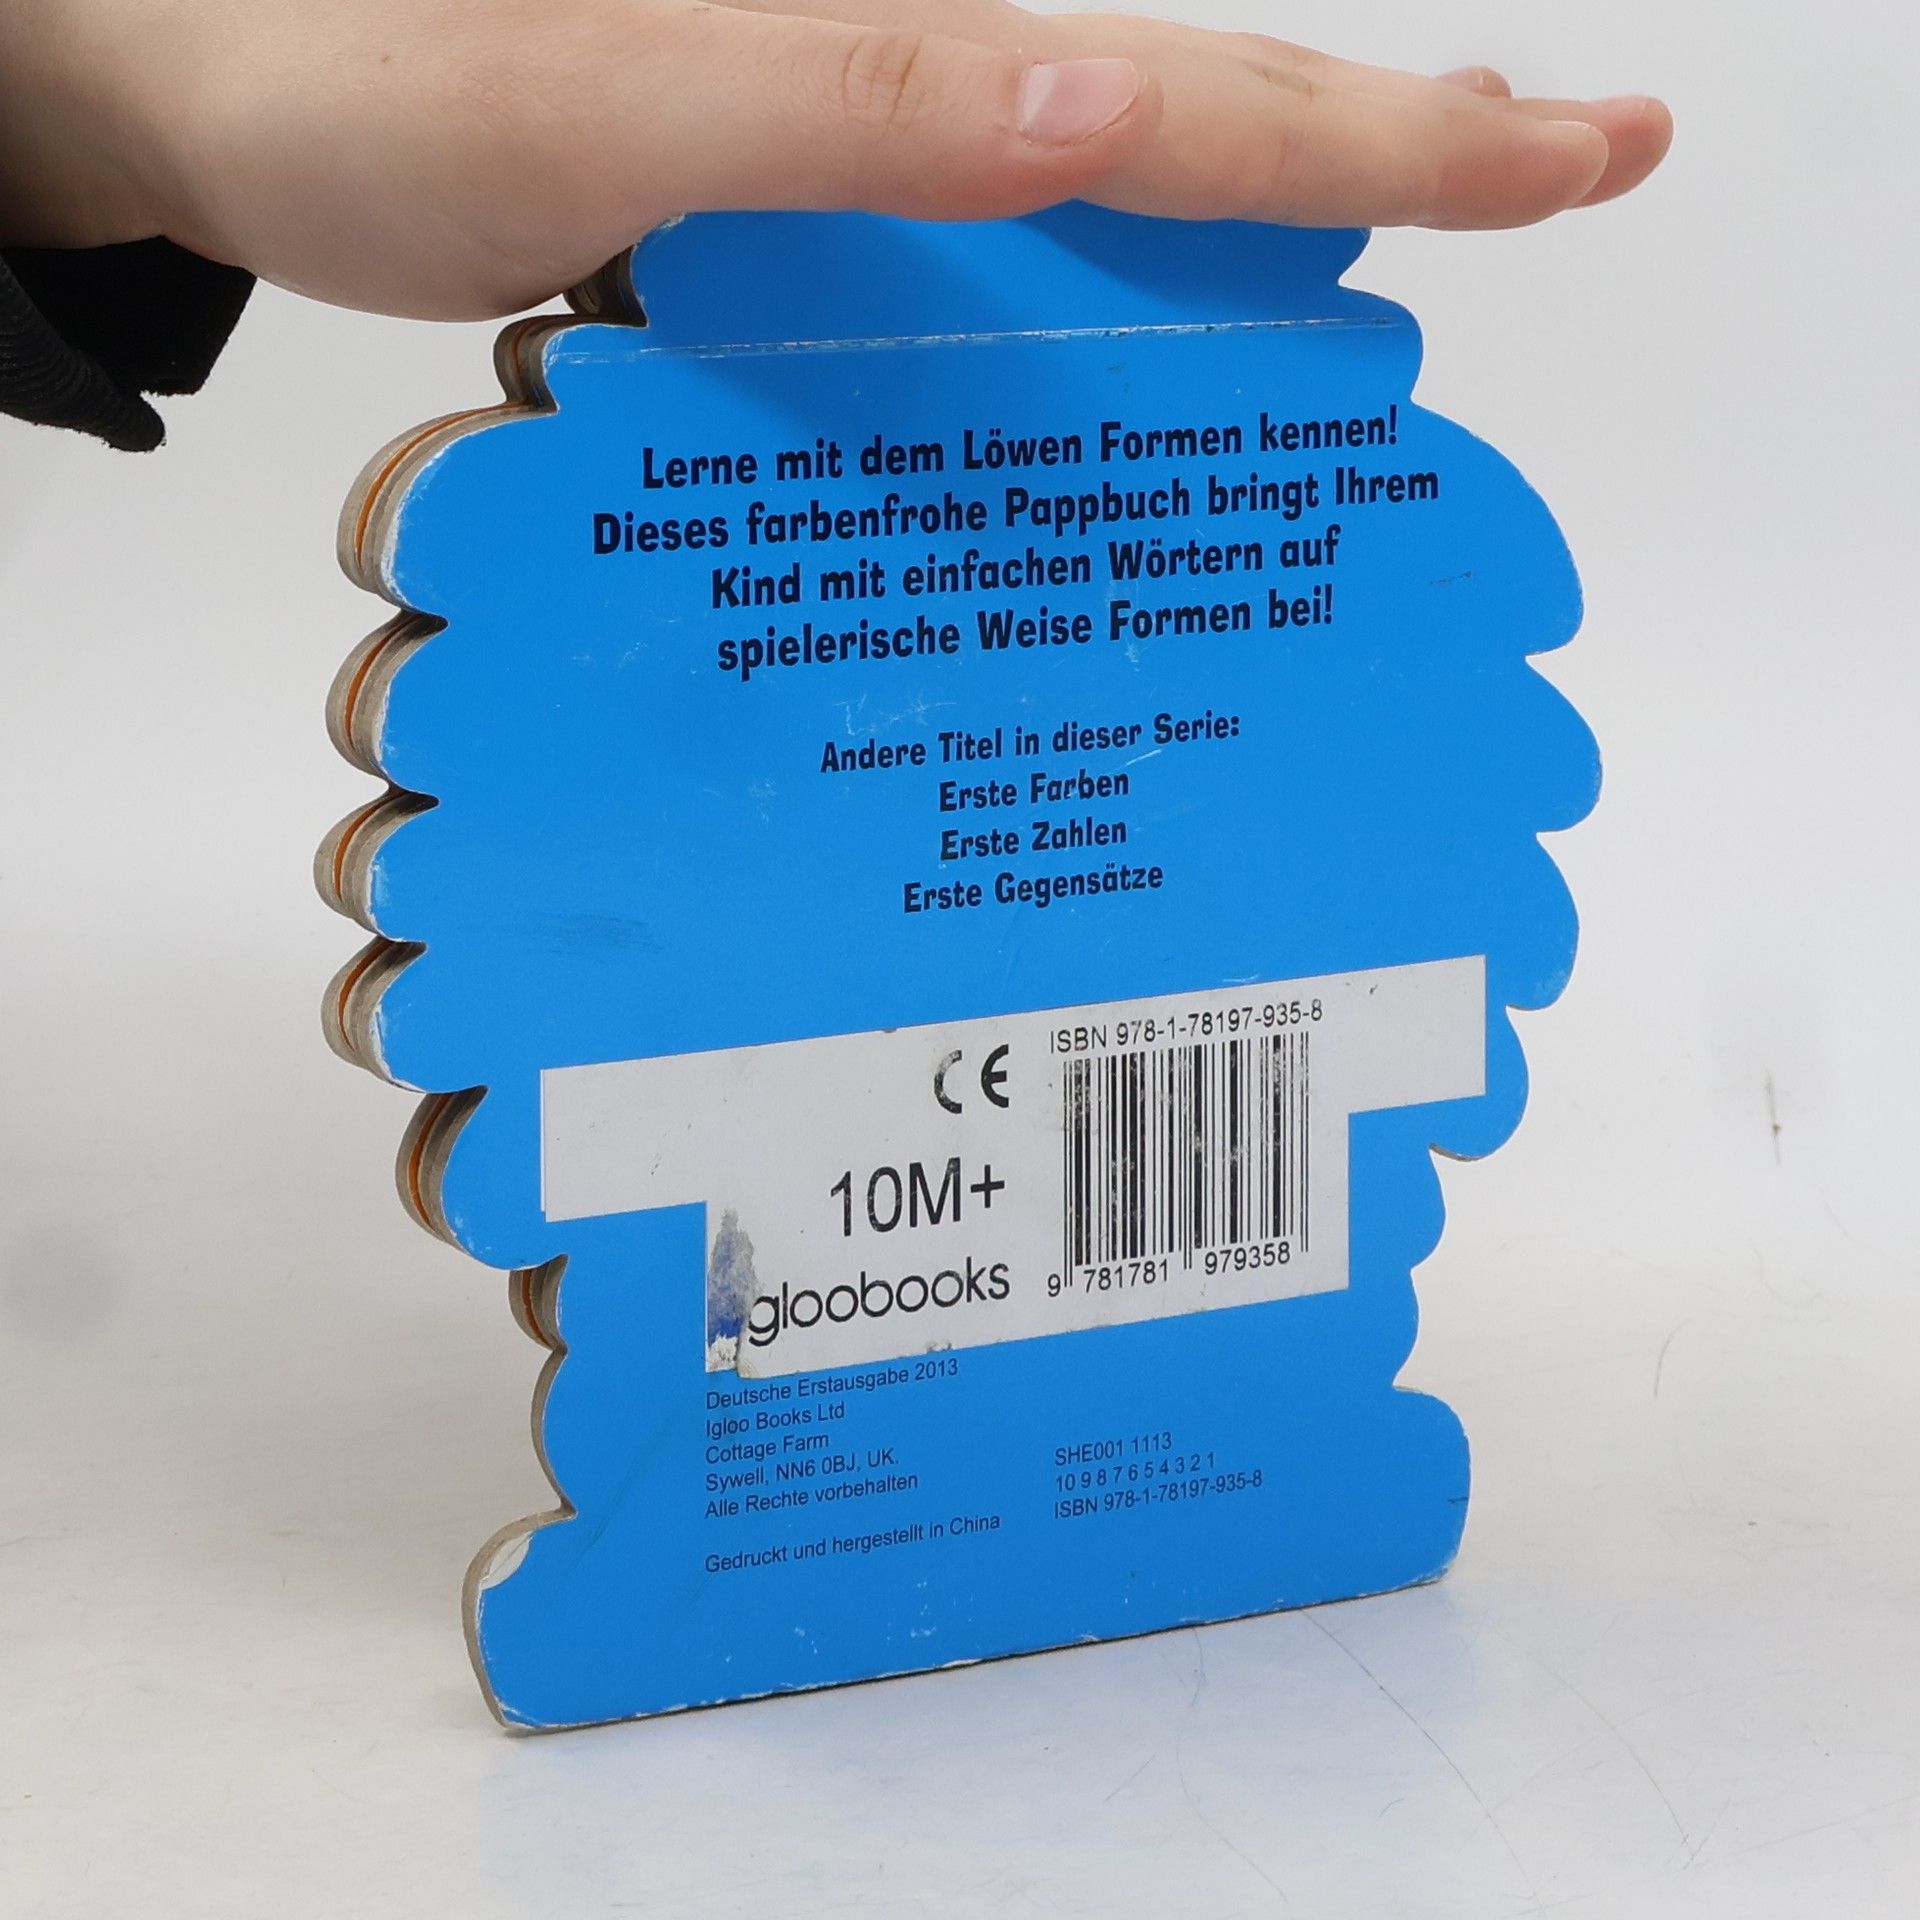 Lerne mit dem Löwen Formen kennen!
Dieses farbenfrohe Pappbuch bringt Ihrem
Kind mit einfachen Wörtern auf
spielerische Weise Formen bei!
Andere Titel in dieser Serie:
Erste Farben
Erste Zahlen
Erste Gegensätze
CE
10M+
gloobooks
ISBN 978-1-78197-935-8
9 781781 979358
Deutsche Erstausgabe 2013
Igloo Books Ltd
Cottage Farm
Sywell, NN6 0BJ, UK.
Alle Rechte vorbehalten
Gedruckt und hergestellt in China
SHE001 1113
10 9 8 7 6 5 4 3 2 1
ISBN 978-1-78197-935-8